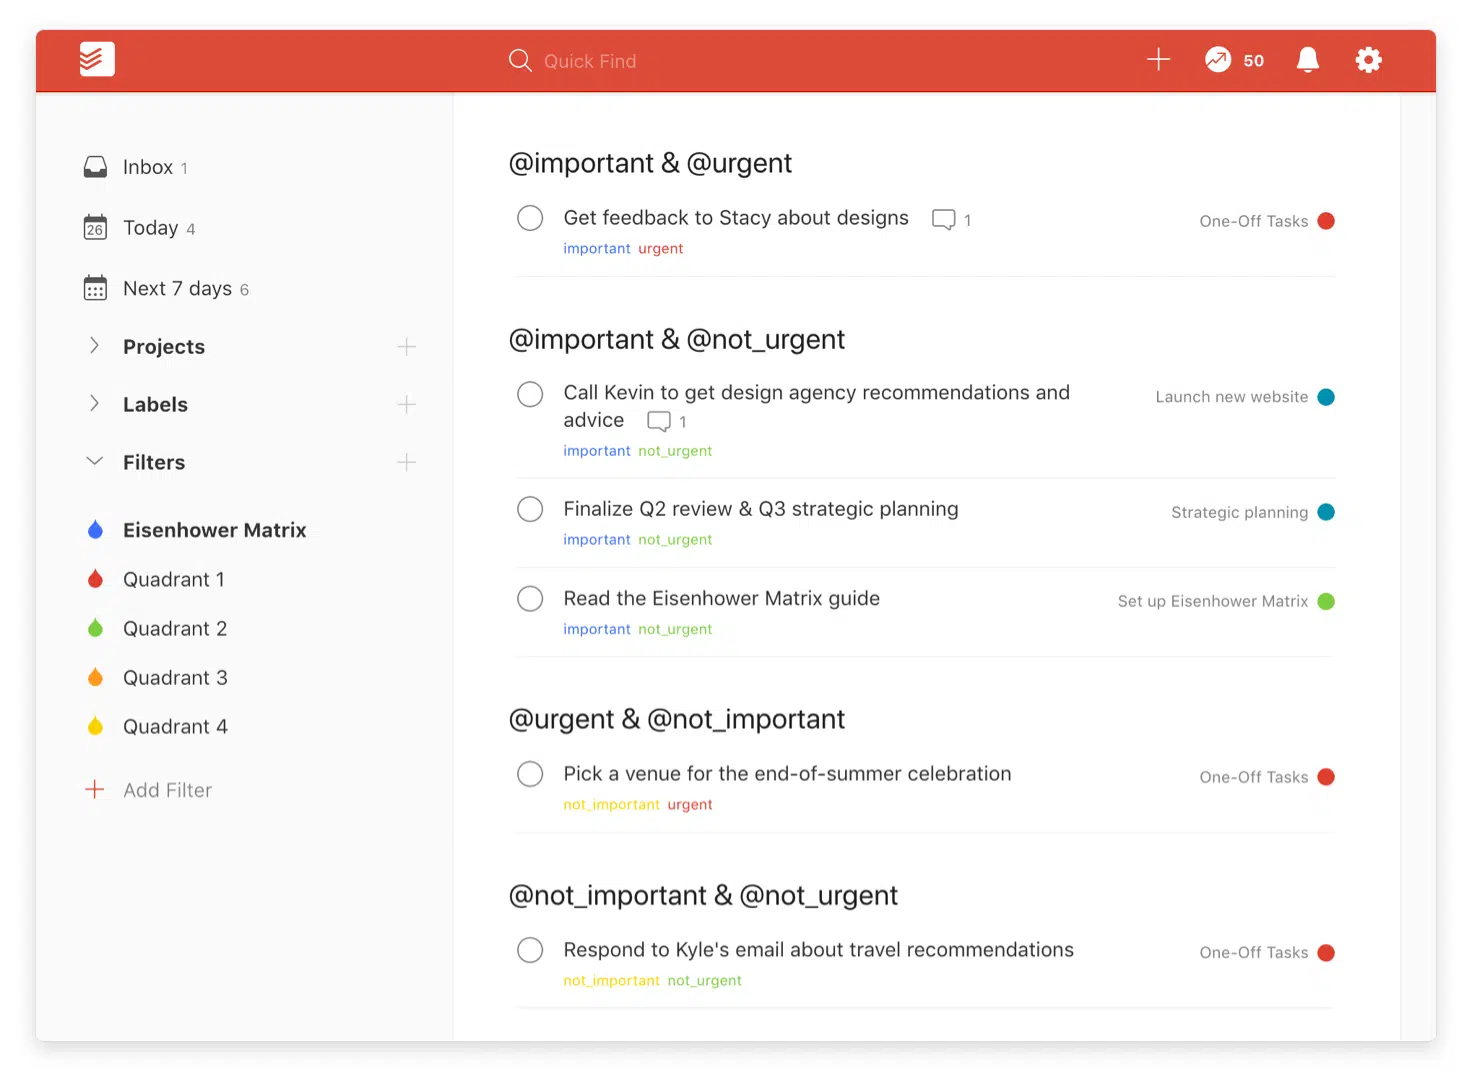 Quick Find
50
Inbox 1
26
Today 4
Next 7 days 6
Projects
Labels
Filters
Eisenhower Matrix
Quadrant 1
Quadrant 2
Quadrant 3
Quadrant 4
Add Filter
@important & @urgent
Get feedback to Stacy about designs 1
One-Off Tasks
important urgent
@important & @not_urgent
Call Kevin to get design agency recommendations and
advice 1
Launch new website
important not_urgent
Finalize Q2 review & Q3 strategic planning
Strategic planning
important not_urgent
Read the Eisenhower Matrix guide
Set up Eisenhower Matrix
important not_urgent
@urgent & @not_important
Pick a venue for the end-of-summer celebration
One-Off Tasks
not_important urgent
@not_important & @not_urgent
Respond to Kyle's email about travel recommendations
One-Off Tasks
not_important not_urgent